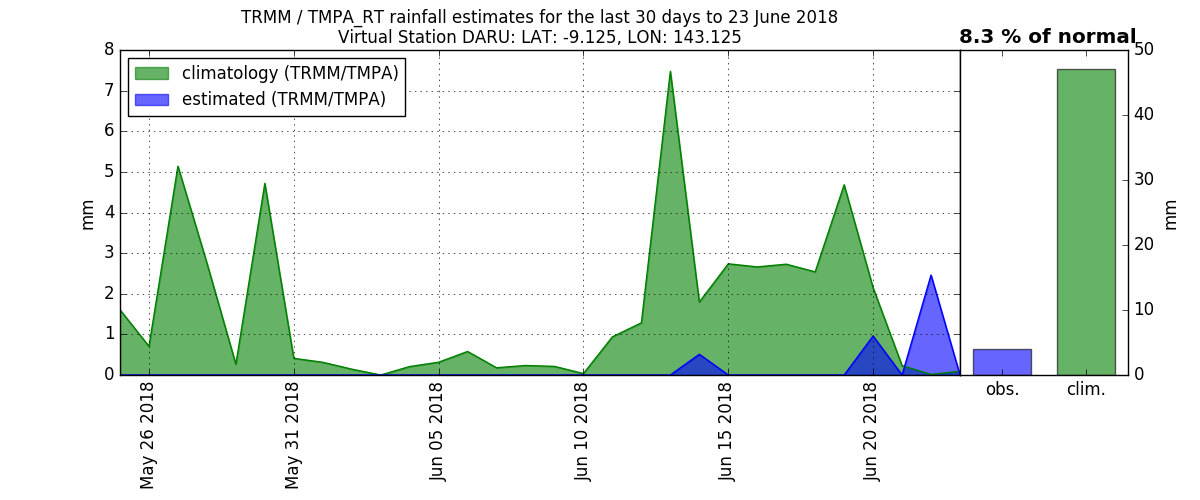 TRMM / TMPA_RT rainfall estimates for the last 30 days to 23 June 2018
Virtual Station DARU: LAT: -9.125, LON: 143.125
8.3 % of normal
climatology (TRMM/TMPA)
estimated (TRMM/TMPA)
8
7
6
5
4
3
2
1
0
mm
50
40
30
20
10
0
mm
May 26 2018
May 31 2018
Jun 05 2018
Jun 10 2018
Jun 15 2018
Jun 20 2018
obs.
clim.